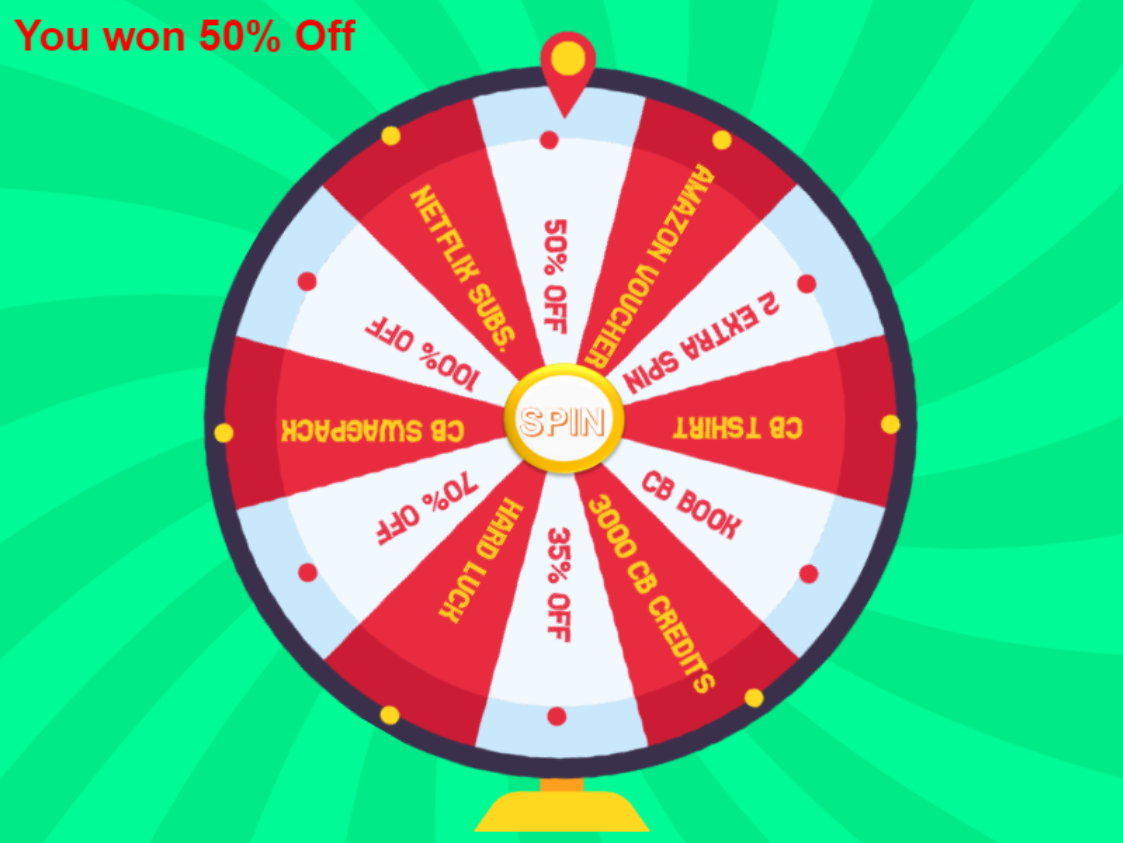 You won 50% Off
50% OFF
AMAZON VOUCHER
2 EXTRA SPIN
CB TSHIRT
CB BOOK
3000 CB CREDITS
35% OFF
HARD LUCK
70% OFF
CB SWAGPACK
100% OFF
NETFLIX SUBS.
SPIN